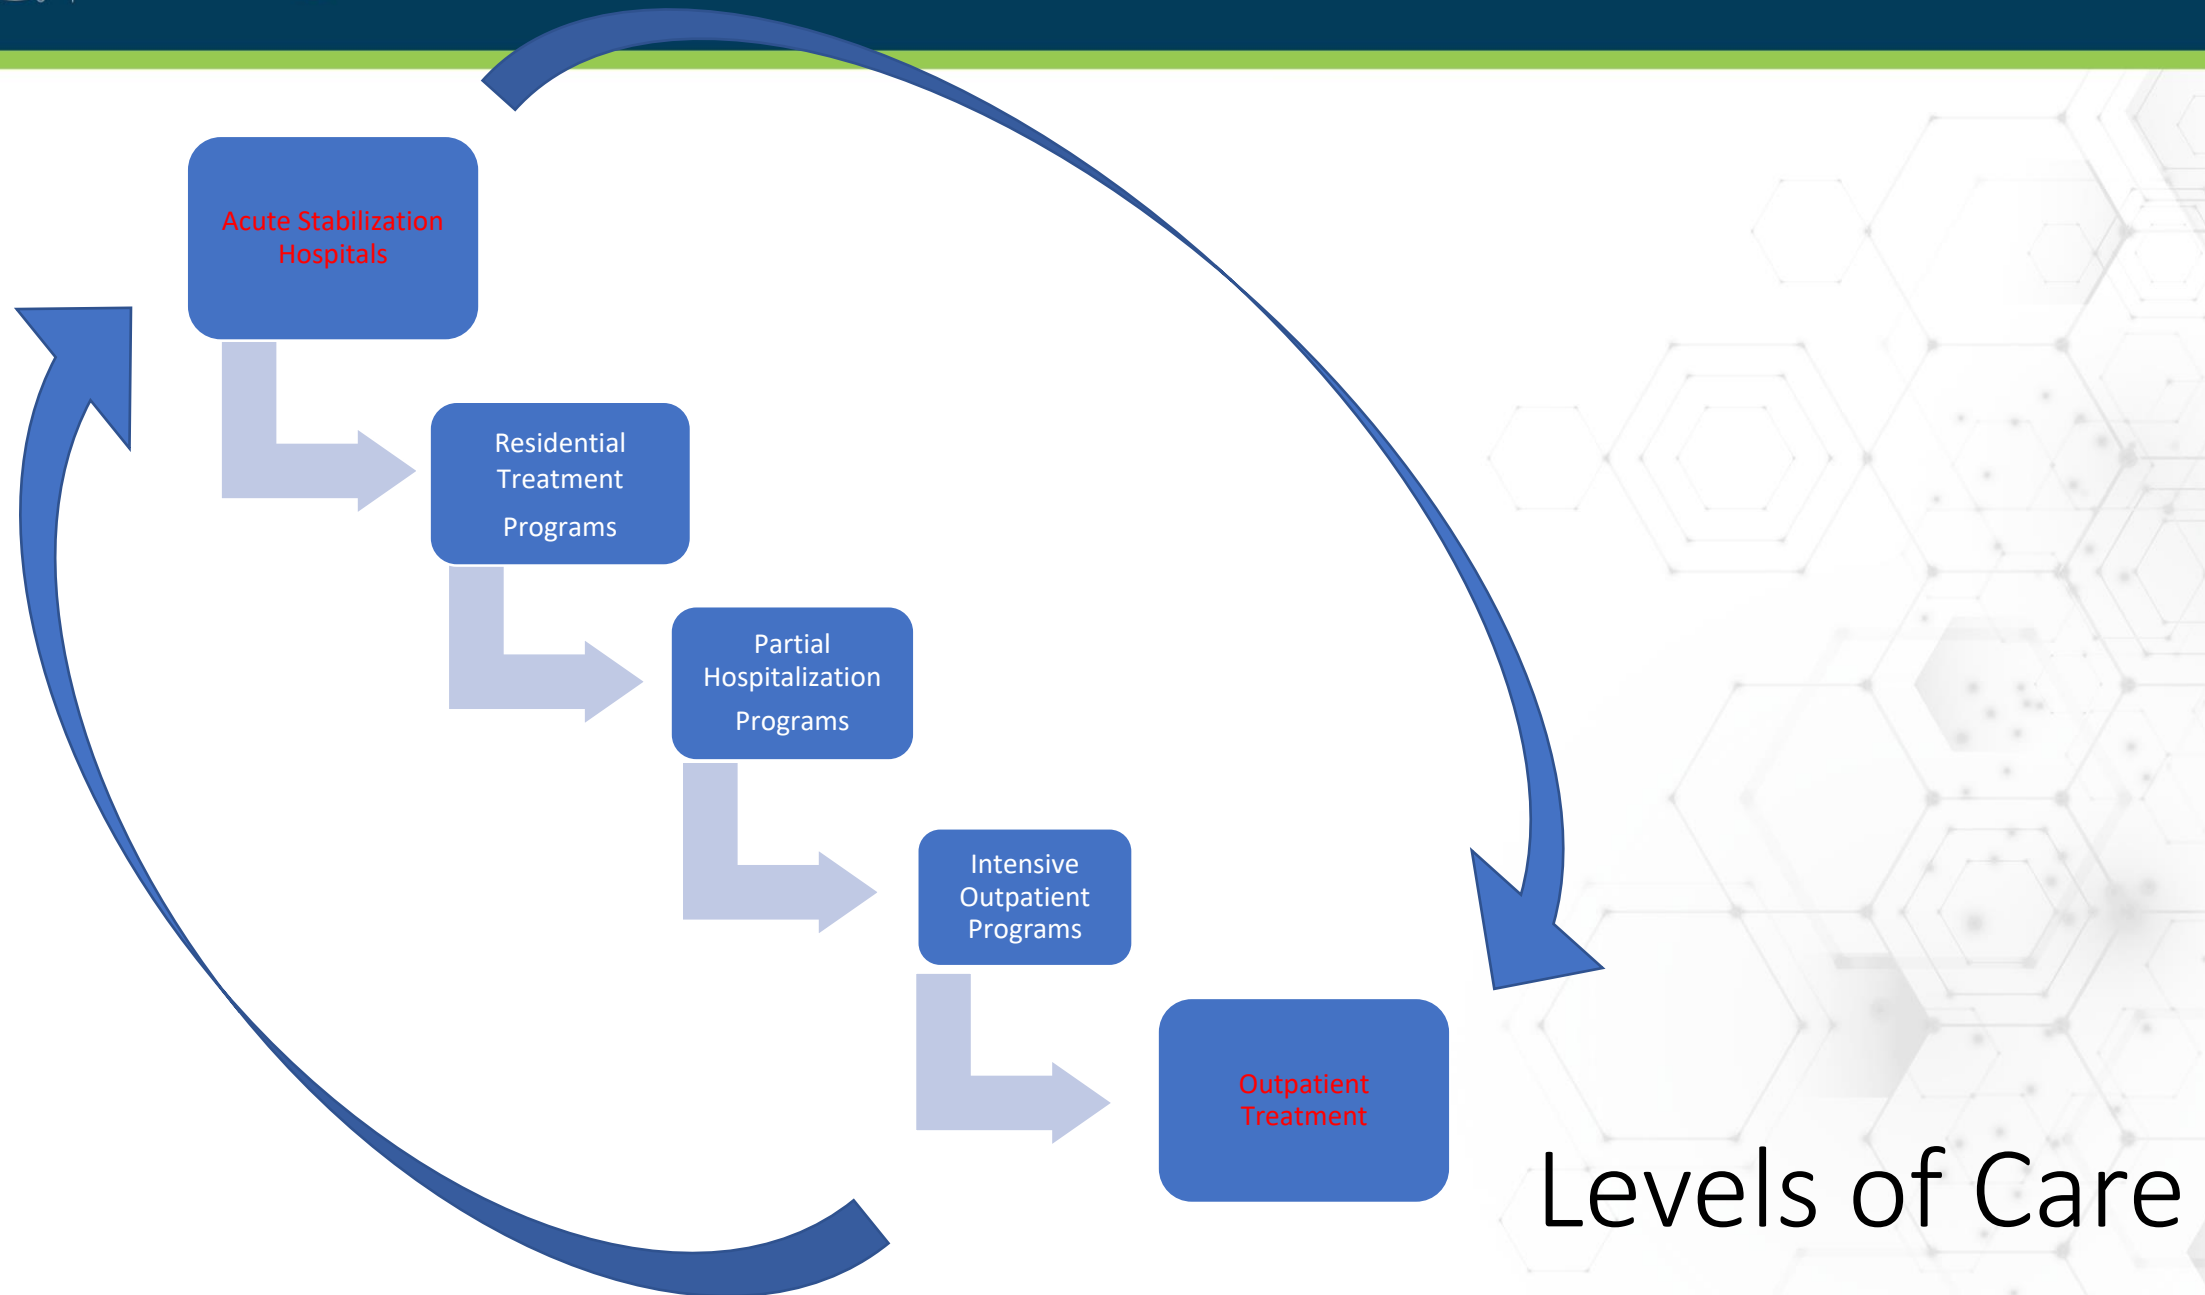 Acute Stabilization
Hospitals
Residential
Treatment
Programs
Partial
Hospitalization
Programs
Intensive
Outpatient
Programs
Outpatient
Treatment
Levels of Care